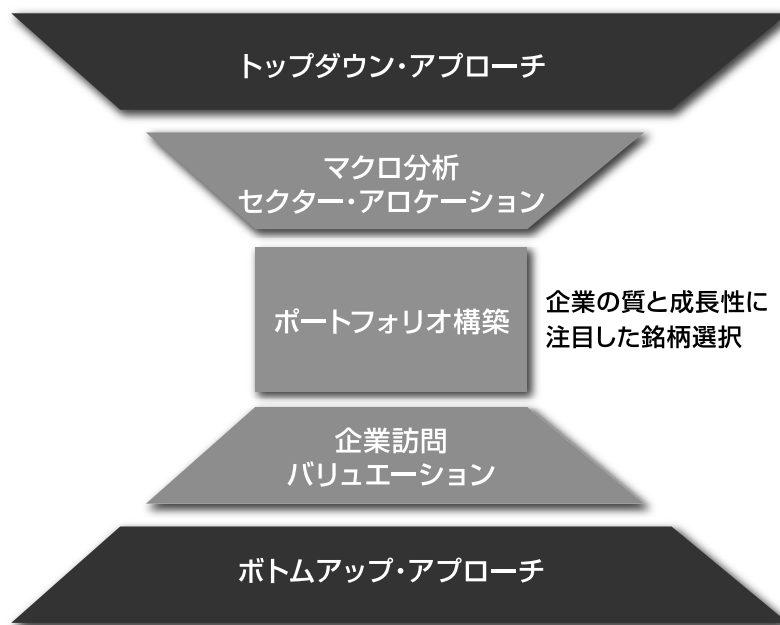 トップダウン・アプローチ
マクロ分析
セクター・アロケーション
ポートフォリオ構築
企業の質と成長性に
注目した銘柄選択
企業訪問
バリュエーション
ボトムアップ・アプローチ